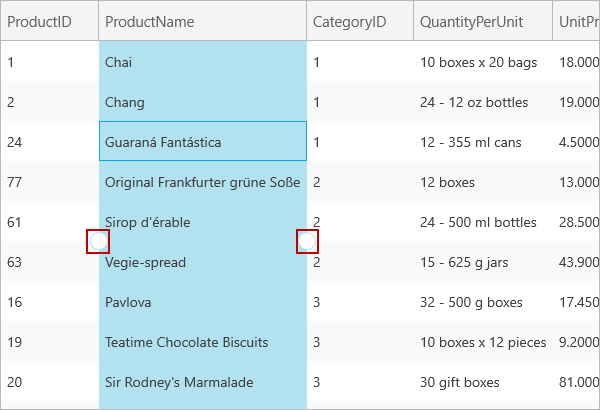 ProductID ProductName CategoryID QuantityPerUnit UnitPr
1 Chai 1 10 boxes x 20 bags 18.000
2 Chang 1 24 - 12 oz bottles 19.000
24 Guaraná Fantástica 1 12 - 355 ml cans 4.5000
77 Original Frankfurter grüne Soße 2 12 boxes 13.000
61 Sirop d'érable 2 24 - 500 ml bottles 28.500
63 Vegie-spread 2 15 - 625 g jars 43.900
16 Pavlova 3 32 - 500 g boxes 17.450
19 Teatime Chocolate Biscuits 3 10 boxes x 12 pieces 9.2000
20 Sir Rodney's Marmalade 3 30 gift boxes 81.000